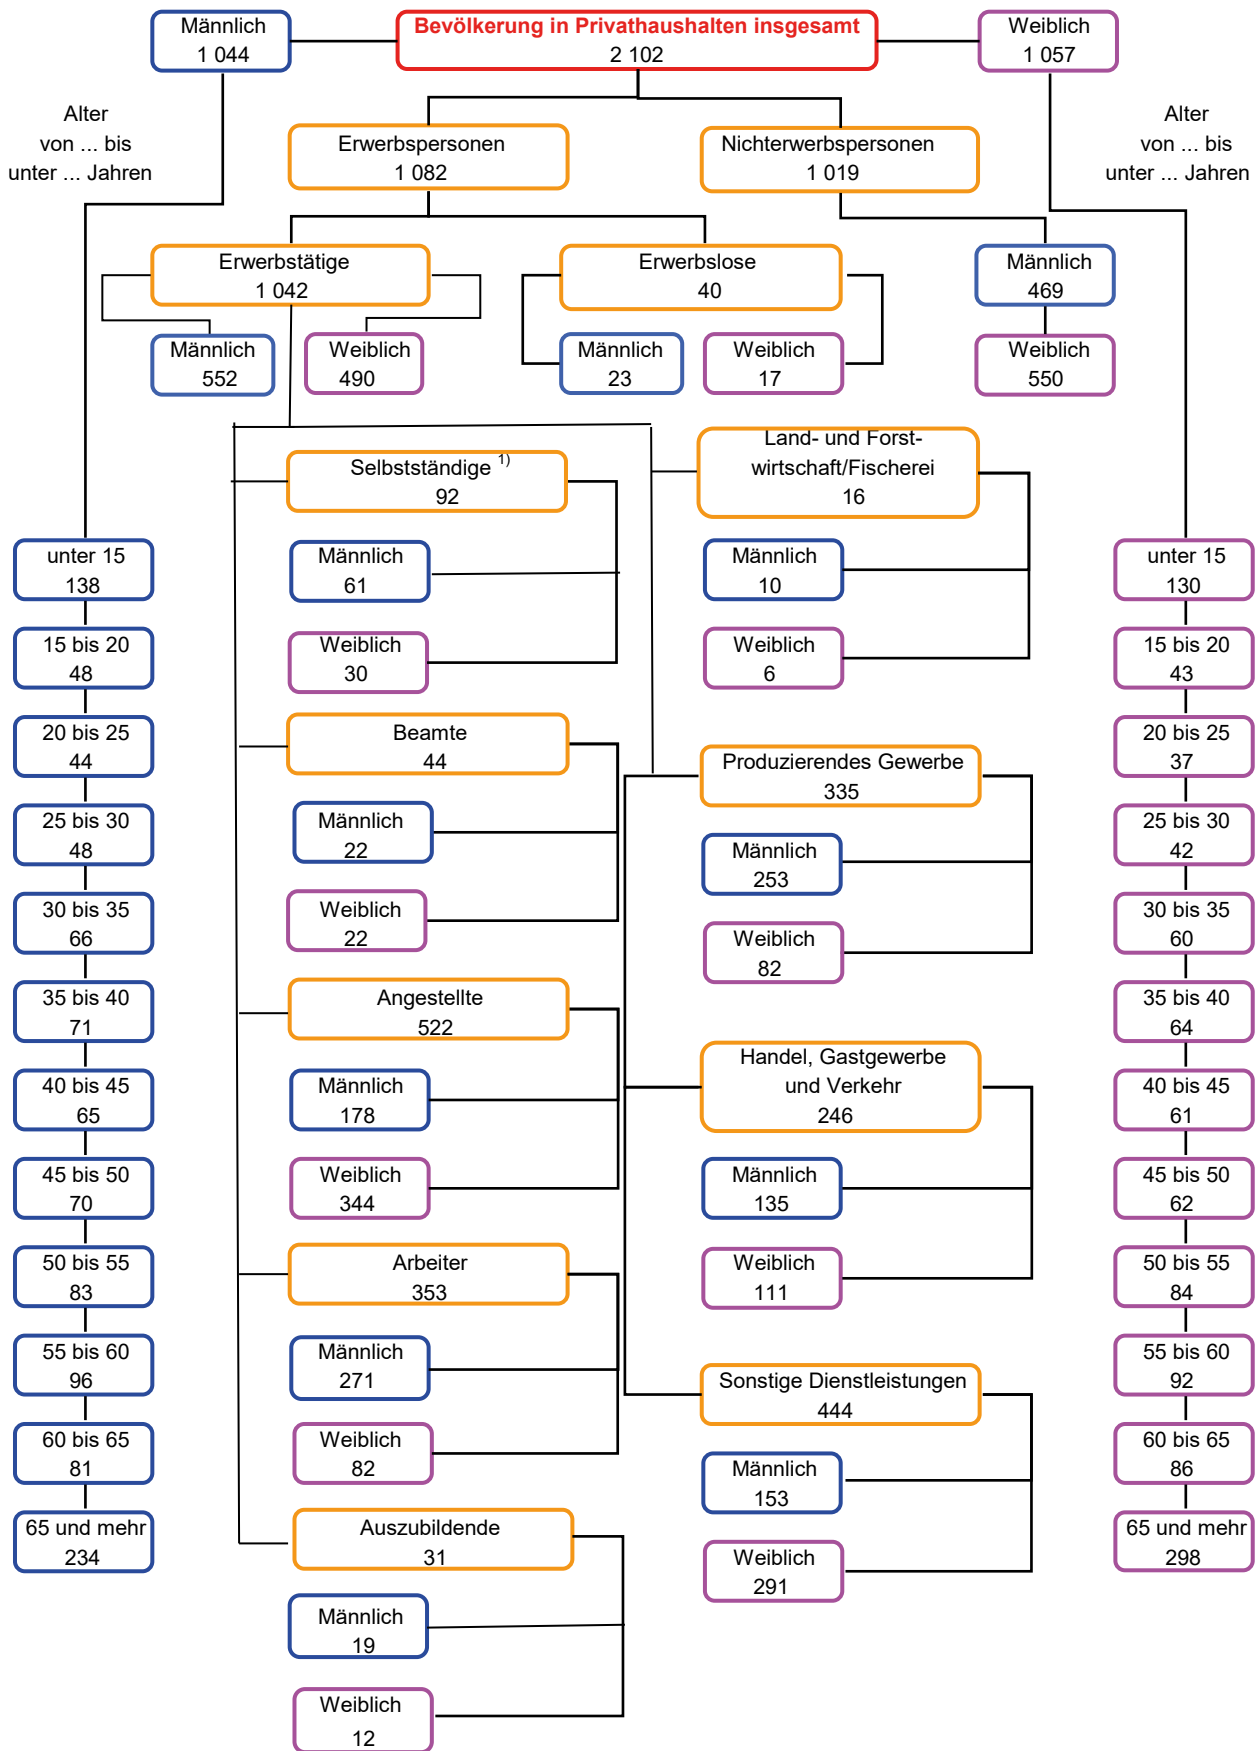 Männlich
1 044
Bevölkerung in Privathaushalten insgesamt
2 102
Weiblich
1 057
Alter
von ... bis
unter ... Jahren
Alter
von ... bis
unter ... Jahren
Erwerbspersonen
1 082
Nichterwerbspersonen
1 019
Erwerbstätige
1 042
Erwerbslose
40
Männlich
469
Männlich
552
Weiblich
490
Männlich
23
Weiblich
17
Weiblich
550
unter 15
138
15 bis 20
48
20 bis 25
44
25 bis 30
48
30 bis 35
66
35 bis 40
71
40 bis 45
65
45 bis 50
70
50 bis 55
83
55 bis 60
96
60 bis 65
81
65 und mehr
234
Selbstständige 1)
92
Männlich
61
Weiblich
30
Beamte
44
Männlich
22
Weiblich
22
Angestellte
522
Männlich
178
Weiblich
344
Arbeiter
353
Männlich
271
Weiblich
82
Auszubildende
31
Männlich
19
Weiblich
12
Land- und Forst-
wirtschaft/Fischerei
16
Männlich
10
Weiblich
6
Produzierendes Gewerbe
335
Männlich
253
Weiblich
82
Handel, Gastgewerbe
und Verkehr
246
Männlich
135
Weiblich
111
Sonstige Dienstleistungen
444
Männlich
153
Weiblich
291
unter 15
130
15 bis 20
43
20 bis 25
37
25 bis 30
42
30 bis 35
60
35 bis 40
64
40 bis 45
61
45 bis 50
62
50 bis 55
84
55 bis 60
92
60 bis 65
86
65 und mehr
298